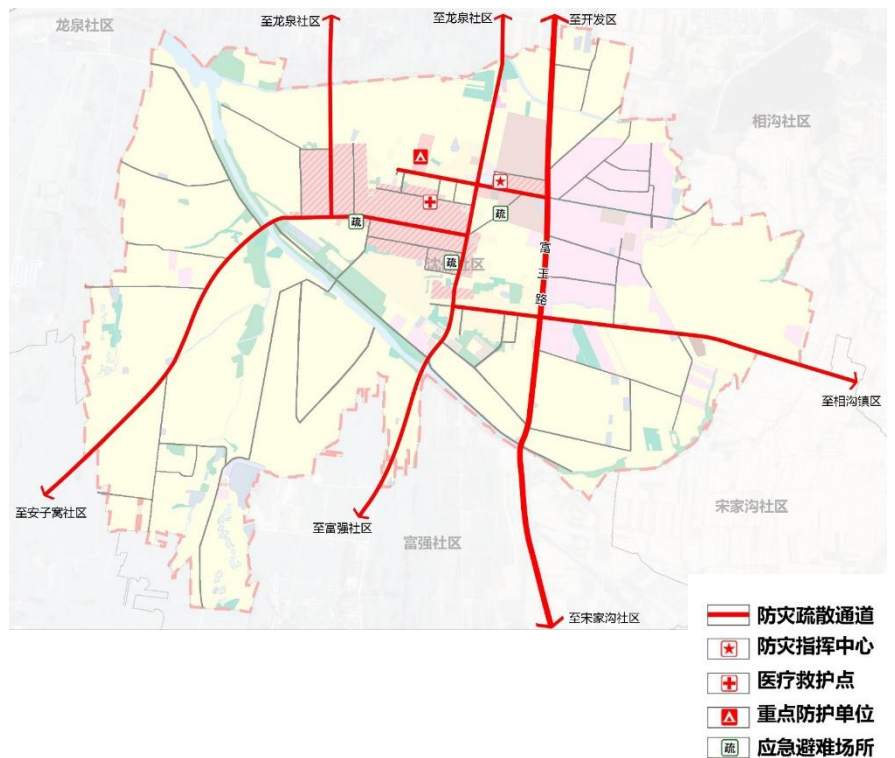 至龙泉社区
至龙泉社区
至开发区
龙泉社区
相沟社区
疏
疏
疏
社区
富王路
至相沟镇区
至安子窝社区
至富强社区
富强社区
宋家沟社区
至宋家沟社区
防灾疏散通道
防灾指挥中心
医疗救护点
重点防护单位
疏 应急避难场所